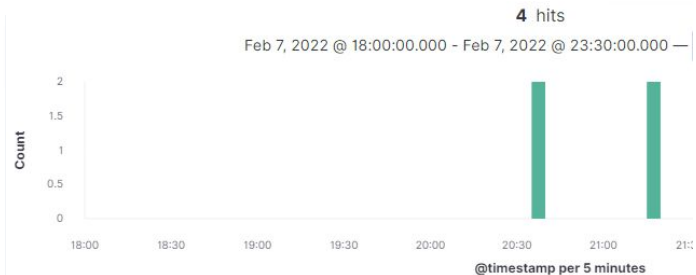 4 hits
Feb 7, 2022 @ 18:00:00.000 - Feb 7, 2022 @ 23:30:00.000 —
Count
2
1.5
1
0.5
0
18:00 18:30 19:00 19:30 20:00 20:30 21:00
@timestamp per 5 minutes